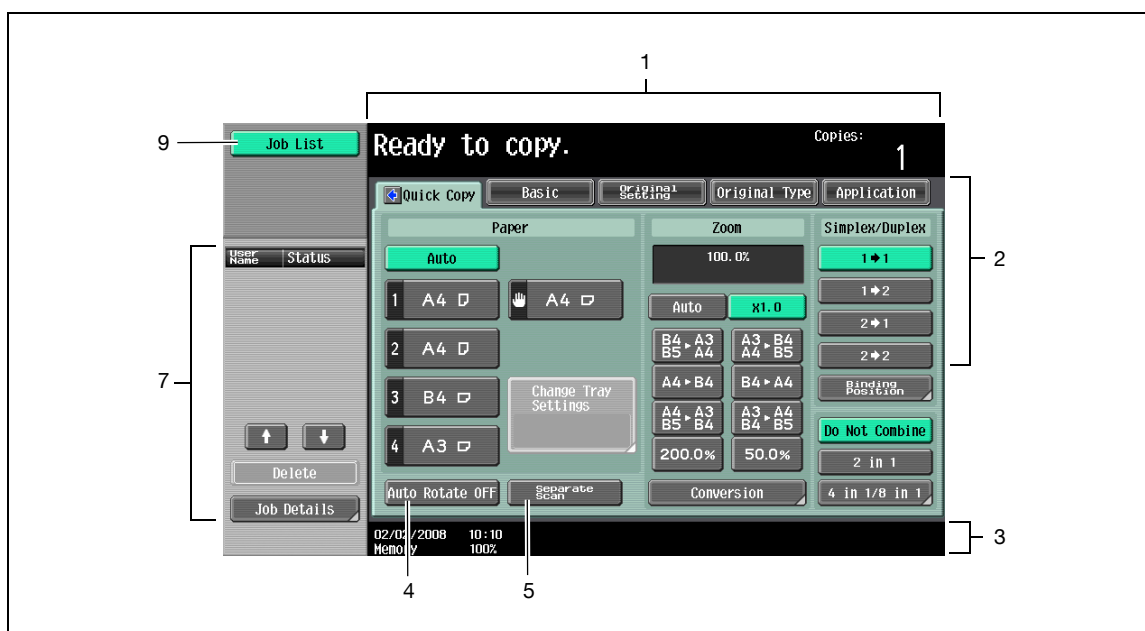 1
9
Job List
Ready to copy.
Copies:
1
Quick Copy
Basic
Original Setting
Original Type
Application
2
Paper
Zoom
Simplex/Duplex
7
User Name
Status
Auto
1 A4
A4
2 A4
3 B4
4 A3
Change Tray Settings
100.0%
Auto
x1.0
B4▸A3
B5▸A4
A3▸B4
A4▸B5
A4▸B4
B4▸A4
A4▸A3
B5▸B4
A3▸A4
B4▸B5
200.0%
50.0%
1➔1
1➔2
2➔1
2➔2
Binding Position
Do Not Combine
2 in 1
4 in 1/8 in 1
Delete
Job Details
Auto Rotate OFF
Separate Scan
Conversion
02/02/2008 10:10
Memory 100%
3
4
5